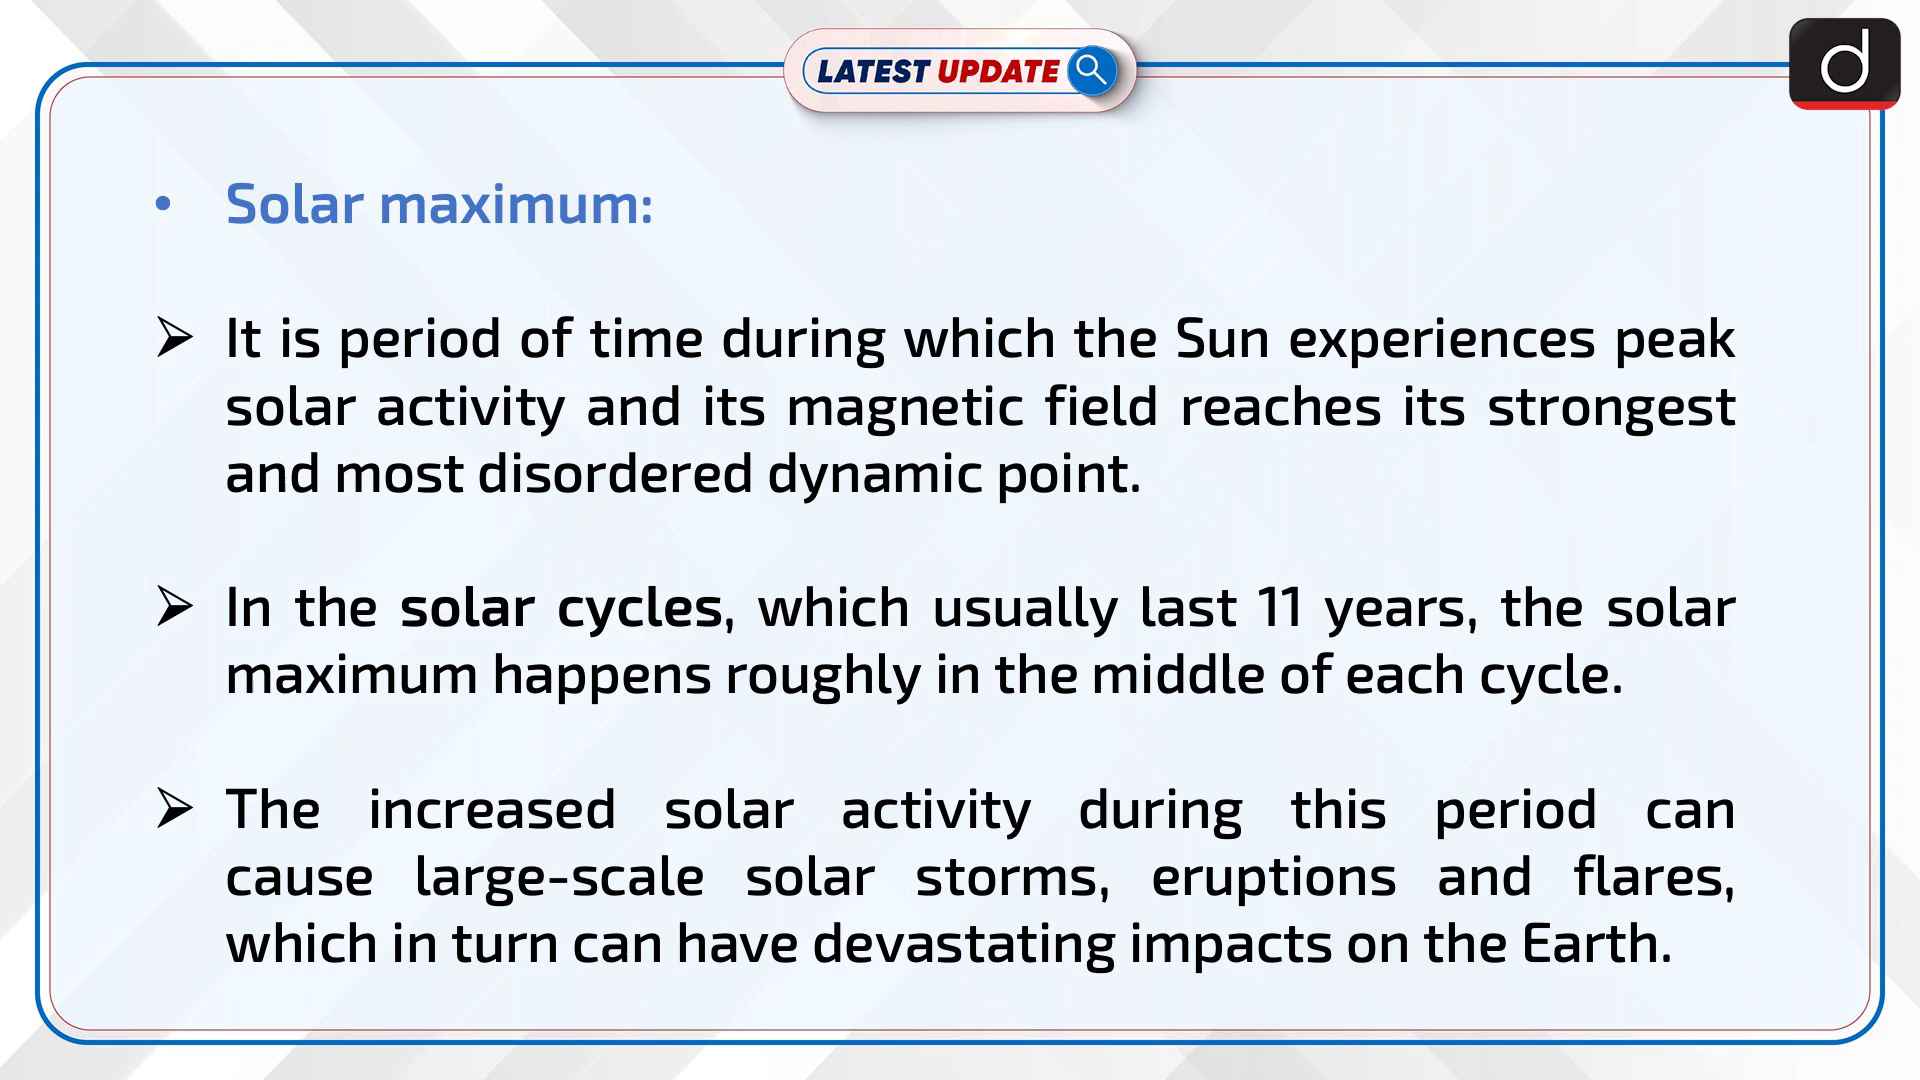 LATEST UPDATE
d
• Solar maximum:
➢ It is period of time during which the Sun experiences peak
solar activity and its magnetic field reaches its strongest
and most disordered dynamic point.
➢ In the solar cycles, which usually last 11 years, the solar
maximum happens roughly in the middle of each cycle.
➢ The increased solar activity during this period can
cause large-scale solar storms, eruptions and flares,
which in turn can have devastating impacts on the Earth.